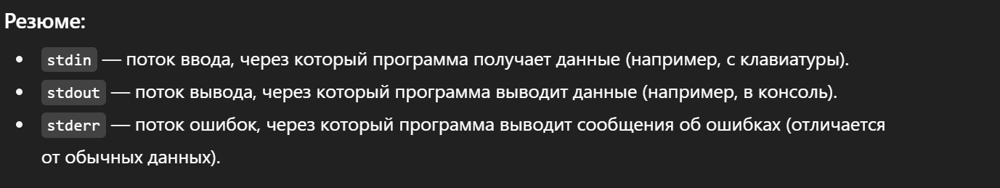 Резюме:
• stdin — поток ввода, через который программа получает данные (например, с клавиатуры).
• stdout — поток вывода, через который программа выводит данные (например, в консоль).
• stderr — поток ошибок, через который программа выводит сообщения об ошибках (отличается
от обычных данных).